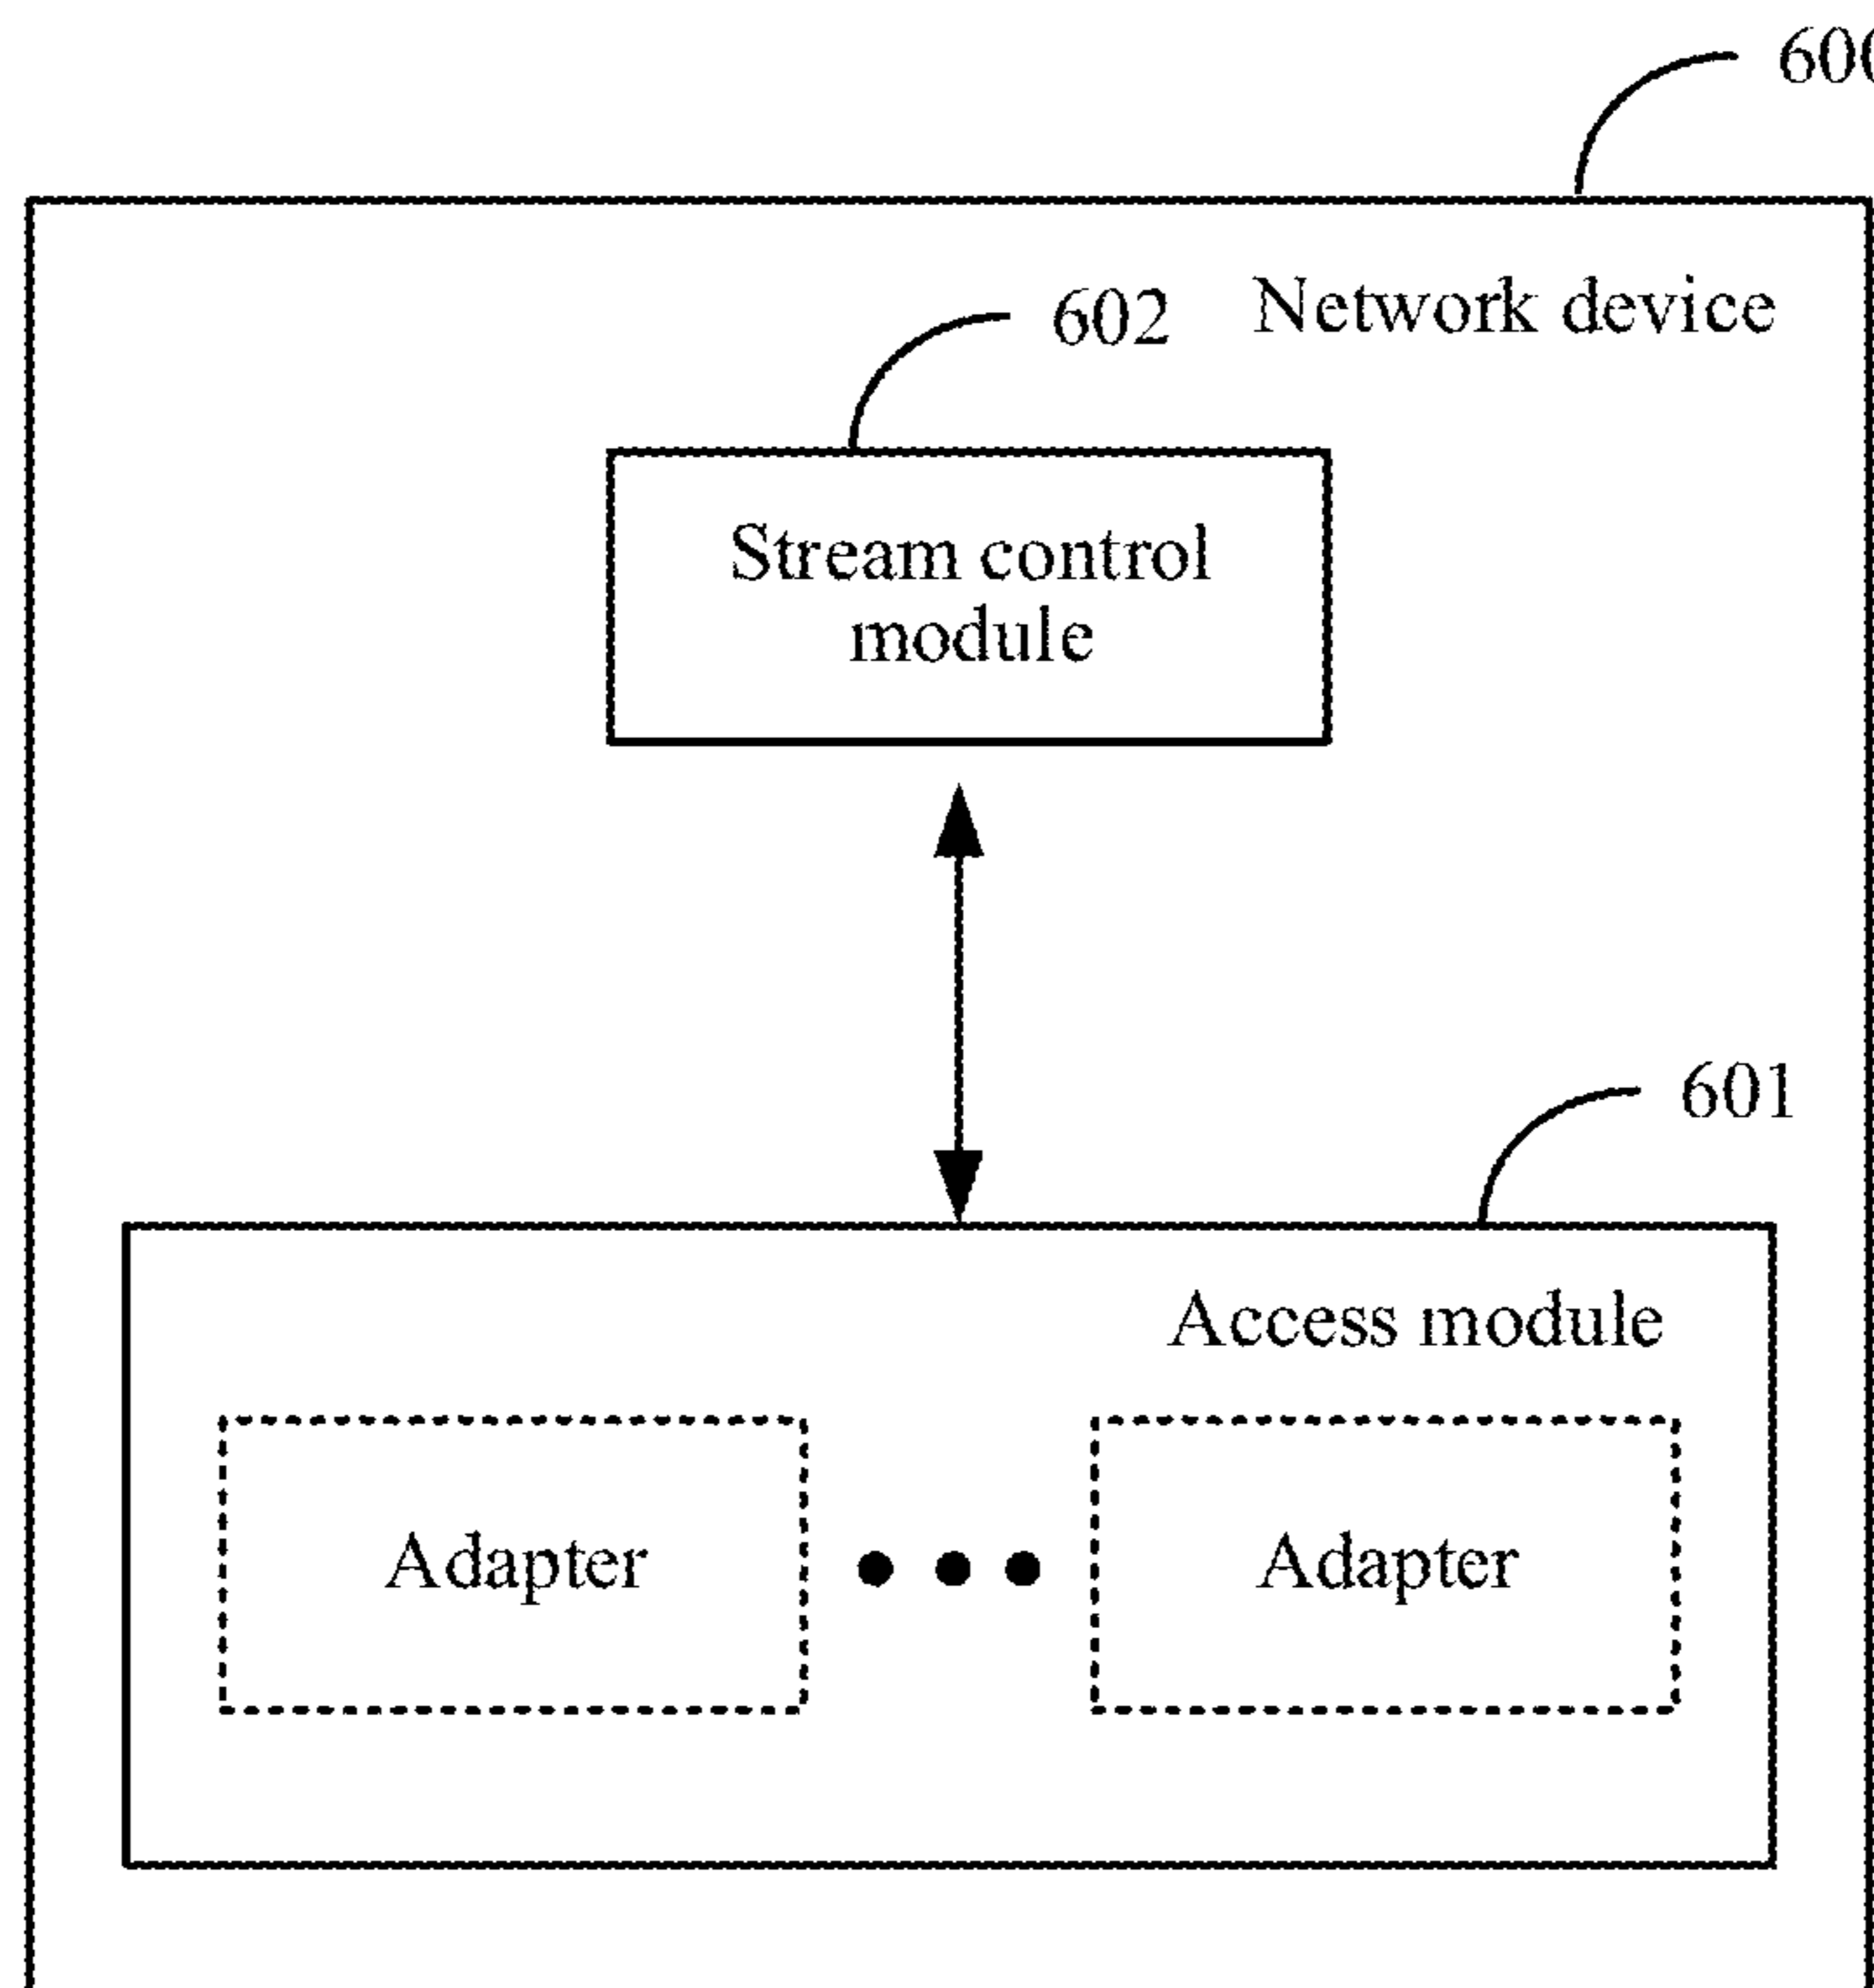 600
602
Network device
Stream control
module
601
Access module
Adapter
Adapter